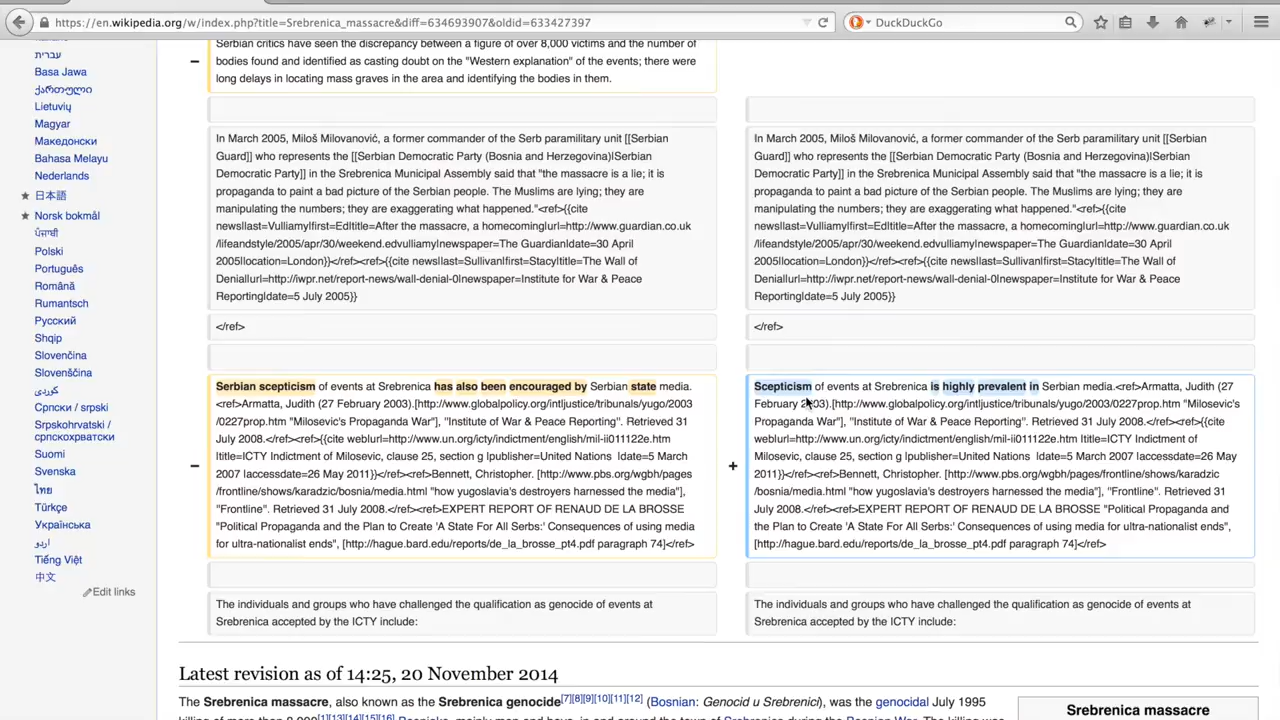 https://en.wikipedia.org/w/index.php?title=Srebrenica_massacre&diff=634693907&oldid=633427397
DuckDuckGo
עברית
Basa Jawa
ქართული
Lietuvių
Magyar
Македонски
Bahasa Melayu
Nederlands
日本語
Norsk bokmål
ਪੰਜਾਬੀ
Polski
Português
Română
Rumantsch
Русский
Shqip
Slovenčina
Slovenščina
کوردی
Српски / srpski
Srpskohrvatski /
српскохрватски
Suomi
Svenska
ไทย
Türkçe
Українська
اردو
Tiếng Việt
中文
Edit links
Serbian critics have seen the discrepancy between a figure of over 8,000 victims and the number
− bodies found and identified as casting doubt on the "Western explanation" of the events; there were
long delays in locating mass graves in the area and identifying the bodies in them.
In March 2005, Miloš Milovanović, a former commander of the Serb paramilitary unit [[Serbian
Guard]] who represents the [[Serbian Democratic Party (Bosnia and Herzegovina)|Serbian
Democratic Party]] in the Srebrenica Municipal Assembly said that "the massacre is a lie; it is
propaganda to paint a bad picture of the Serbian people. The Muslims are lying; they are
manipulating the numbers; they are exaggerating what happened."<ref>{{cite
news|last=Vulliamy|first=Ed|title=After the massacre, a homecoming|url=http://www.guardian.co.uk
/lifeandstyle/2005/apr/30/weekend.edvulliamy|newspaper=The Guardian|date=30 April
2005|location=London}}</ref><ref>{{cite news|last=Sullivan|first=Stacy|title=The Wall of
Denial|url=http://iwpr.net/report-news/wall-denial-0|newspaper=Institute for War & Peace
Reporting|date=5 July 2005}}
</ref>
Serbian scepticism of events at Srebrenica has also been encouraged by Serbian state media.
<ref>Armatta, Judith (27 February 2003).[http://www.globalpolicy.org/intljustice/tribunals/yugo/2003
/0227prop.htm "Milosevic's Propaganda War"], "Institute of War & Peace Reporting". Retrieved 31
July 2008.</ref><ref>{{cite web|url=http://www.un.org/icty/indictment/english/mil-ii011122e.htm
|title=ICTY Indictment of Milosevic, clause 25, section g |publisher=United Nations |date=5 March
− 2007 |accessdate=26 May 2011}}</ref><ref>Bennett, Christopher. [http://www.pbs.org/wgbh/pages
/frontline/shows/karadzic/bosnia/media.html "how yugoslavia's destroyers harnessed the media"],
"Frontline". Retrieved 31 July 2008.</ref><ref>EXPERT REPORT OF RENAUD DE LA BROSSE
"Political Propaganda and the Plan to Create 'A State For All Serbs:' Consequences of using media
for ultra-nationalist ends", [http://hague.bard.edu/reports/de_la_brosse_pt4.pdf paragraph 74]</ref>
The individuals and groups who have challenged the qualification as genocide of events at
Srebrenica accepted by the ICTY include:
In March 2005, Miloš Milovanović, a former commander of the Serb paramilitary unit [[Serbian
Guard]] who represents the [[Serbian Democratic Party (Bosnia and Herzegovina)|Serbian
Democratic Party]] in the Srebrenica Municipal Assembly said that "the massacre is a lie; it is
propaganda to paint a bad picture of the Serbian people. The Muslims are lying; they are
manipulating the numbers; they are exaggerating what happened."<ref>{{cite
news|last=Vulliamy|first=Ed|title=After the massacre, a homecoming|url=http://www.guardian.co.uk
/lifeandstyle/2005/apr/30/weekend.edvulliamy|newspaper=The Guardian|date=30 April
2005|location=London}}</ref><ref>{{cite news|last=Sullivan|first=Stacy|title=The Wall of
Denial|url=http://iwpr.net/report-news/wall-denial-0|newspaper=Institute for War & Peace
Reporting|date=5 July 2005}}
</ref>
Scepticism of events at Srebrenica is highly prevalent in Serbian media.<ref>Armatta, Judith (27
February 2003).[http://www.globalpolicy.org/intljustice/tribunals/yugo/2003/0227prop.htm "Milosevic's
Propaganda War"], "Institute of War & Peace Reporting". Retrieved 31 July 2008.</ref><ref>{{cite
web|url=http://www.un.org/icty/indictment/english/mil-ii011122e.htm |title=ICTY Indictment of
Milosevic, clause 25, section g |publisher=United Nations |date=5 March 2007 |accessdate=26 May
+ 2011}}</ref><ref>Bennett, Christopher. [http://www.pbs.org/wgbh/pages/frontline/shows/karadzic
/bosnia/media.html "how yugoslavia's destroyers harnessed the media"], "Frontline". Retrieved 31
July 2008.</ref><ref>EXPERT REPORT OF RENAUD DE LA BROSSE "Political Propaganda and
the Plan to Create 'A State For All Serbs:' Consequences of using media for ultra-nationalist ends",
[http://hague.bard.edu/reports/de_la_brosse_pt4.pdf paragraph 74]</ref>
The individuals and groups who have challenged the qualification as genocide of events at
Srebrenica accepted by the ICTY include:
Latest revision as of 14:25, 20 November 2014
The Srebrenica massacre, also known as the Srebrenica genocide[7][8][9][10][11][12] (Bosnian: Genocid u Srebrenici), was the genocidal July 1995
killing of more than 8,000[1][13][14][15][16] Bosniaks, mainly men and boys, in and around the town of Srebrenica during the Bosnian War. The killing was
Srebrenica massacre